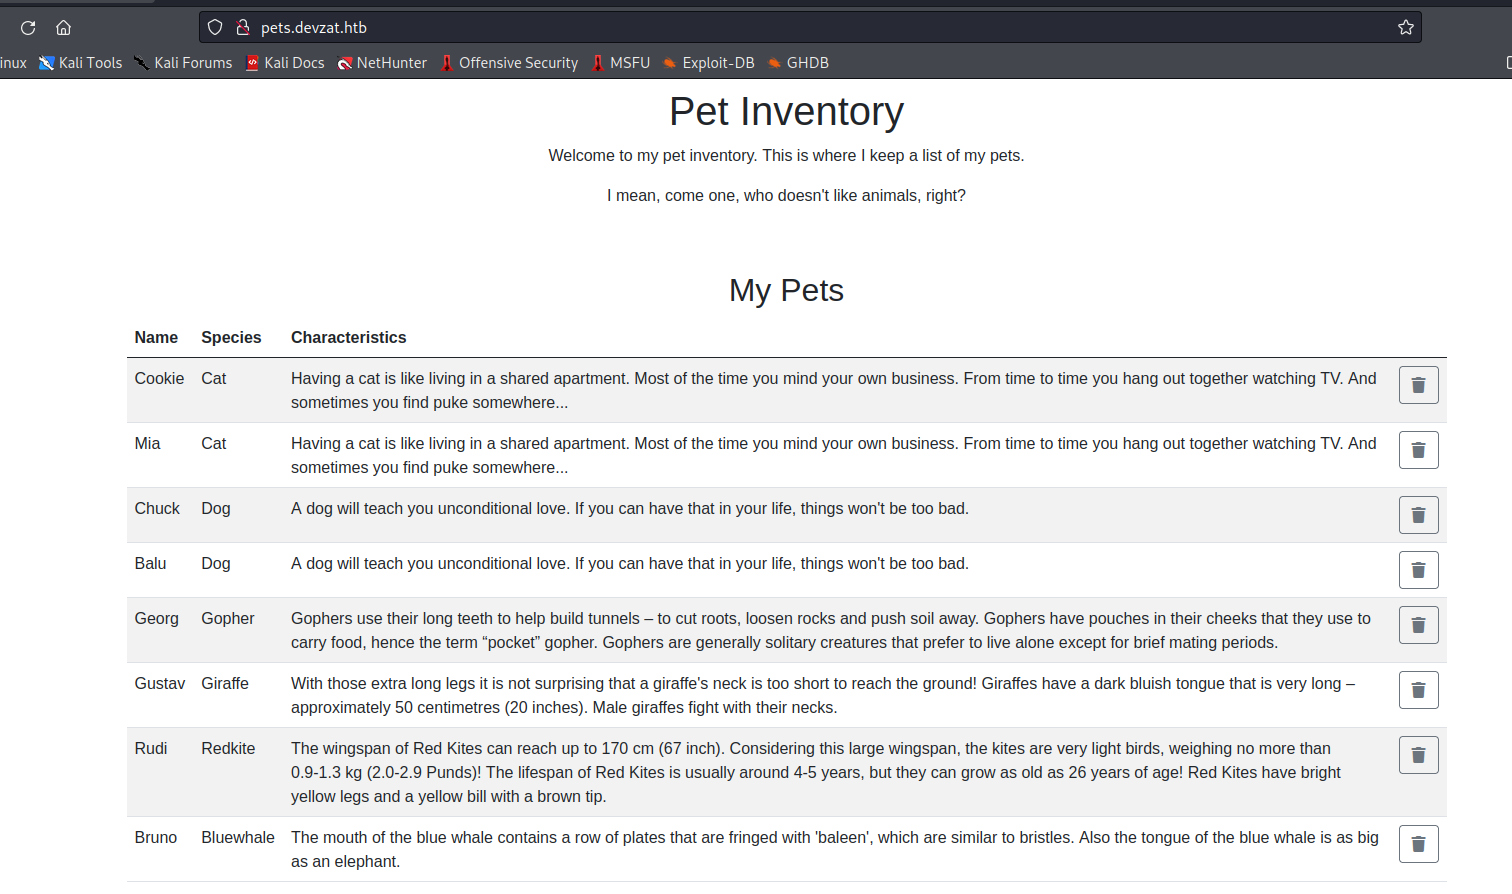 pets.devzat.htb
inux Kali Tools Kali Forums Kali Docs NetHunter Offensive Security MSFU Exploit-DB GHDB
Pet Inventory
Welcome to my pet inventory. This is where I keep a list of my pets.
I mean, come one, who doesn't like animals, right?
My Pets
Name Species Characteristics
Cookie Cat Having a cat is like living in a shared apartment. Most of the time you mind your own business. From time to time you hang out together watching TV. And
sometimes you find puke somewhere...
Mia Cat Having a cat is like living in a shared apartment. Most of the time you mind your own business. From time to time you hang out together watching TV. And
sometimes you find puke somewhere...
Chuck Dog A dog will teach you unconditional love. If you can have that in your life, things won't be too bad.
Balu Dog A dog will teach you unconditional love. If you can have that in your life, things won't be too bad.
Georg Gopher Gophers use their long teeth to help build tunnels – to cut roots, loosen rocks and push soil away. Gophers have pouches in their cheeks that they use to
carry food, hence the term “pocket” gopher. Gophers are generally solitary creatures that prefer to live alone except for brief mating periods.
Gustav Giraffe With those extra long legs it is not surprising that a giraffe's neck is too short to reach the ground! Giraffes have a dark bluish tongue that is very long –
approximately 50 centimetres (20 inches). Male giraffes fight with their necks.
Rudi Redkite The wingspan of Red Kites can reach up to 170 cm (67 inch). Considering this large wingspan, the kites are very light birds, weighing no more than
0.9-1.3 kg (2.0-2.9 Punds)! The lifespan of Red Kites is usually around 4-5 years, but they can grow as old as 26 years of age! Red Kites have bright
yellow legs and a yellow bill with a brown tip.
Bruno Bluewhale The mouth of the blue whale contains a row of plates that are fringed with 'baleen', which are similar to bristles. Also the tongue of the blue whale is as big
as an elephant.